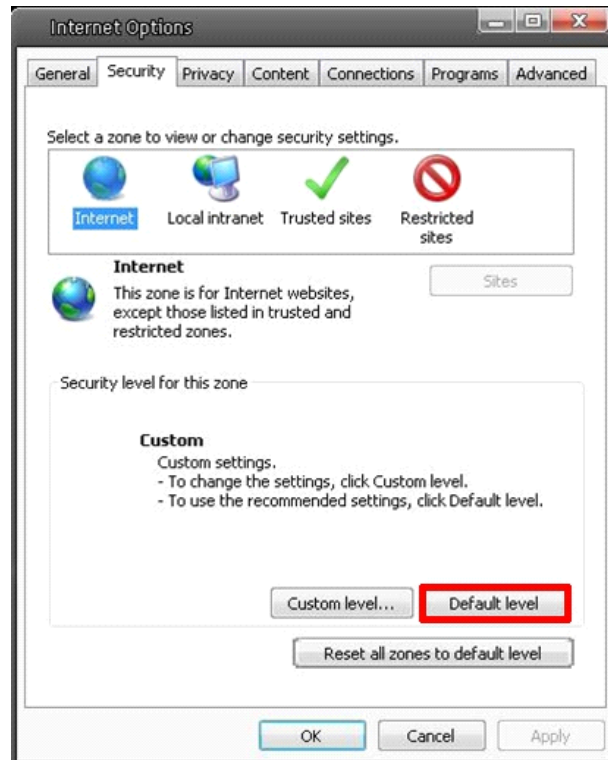 Internet Options
General Security Privacy Content Connections Programs Advanced
Select a zone to view or change security settings.
Internet Local intranet Trusted sites Restricted
sites
Internet
This zone is for Internet websites,
except those listed in trusted and
restricted zones.
Sites
Security level for this zone
Custom
Custom settings.
- To change the settings, click Custom level.
- To use the recommended settings, click Default level.
Custom level... Default level
Reset all zones to default level
OK Cancel Apply